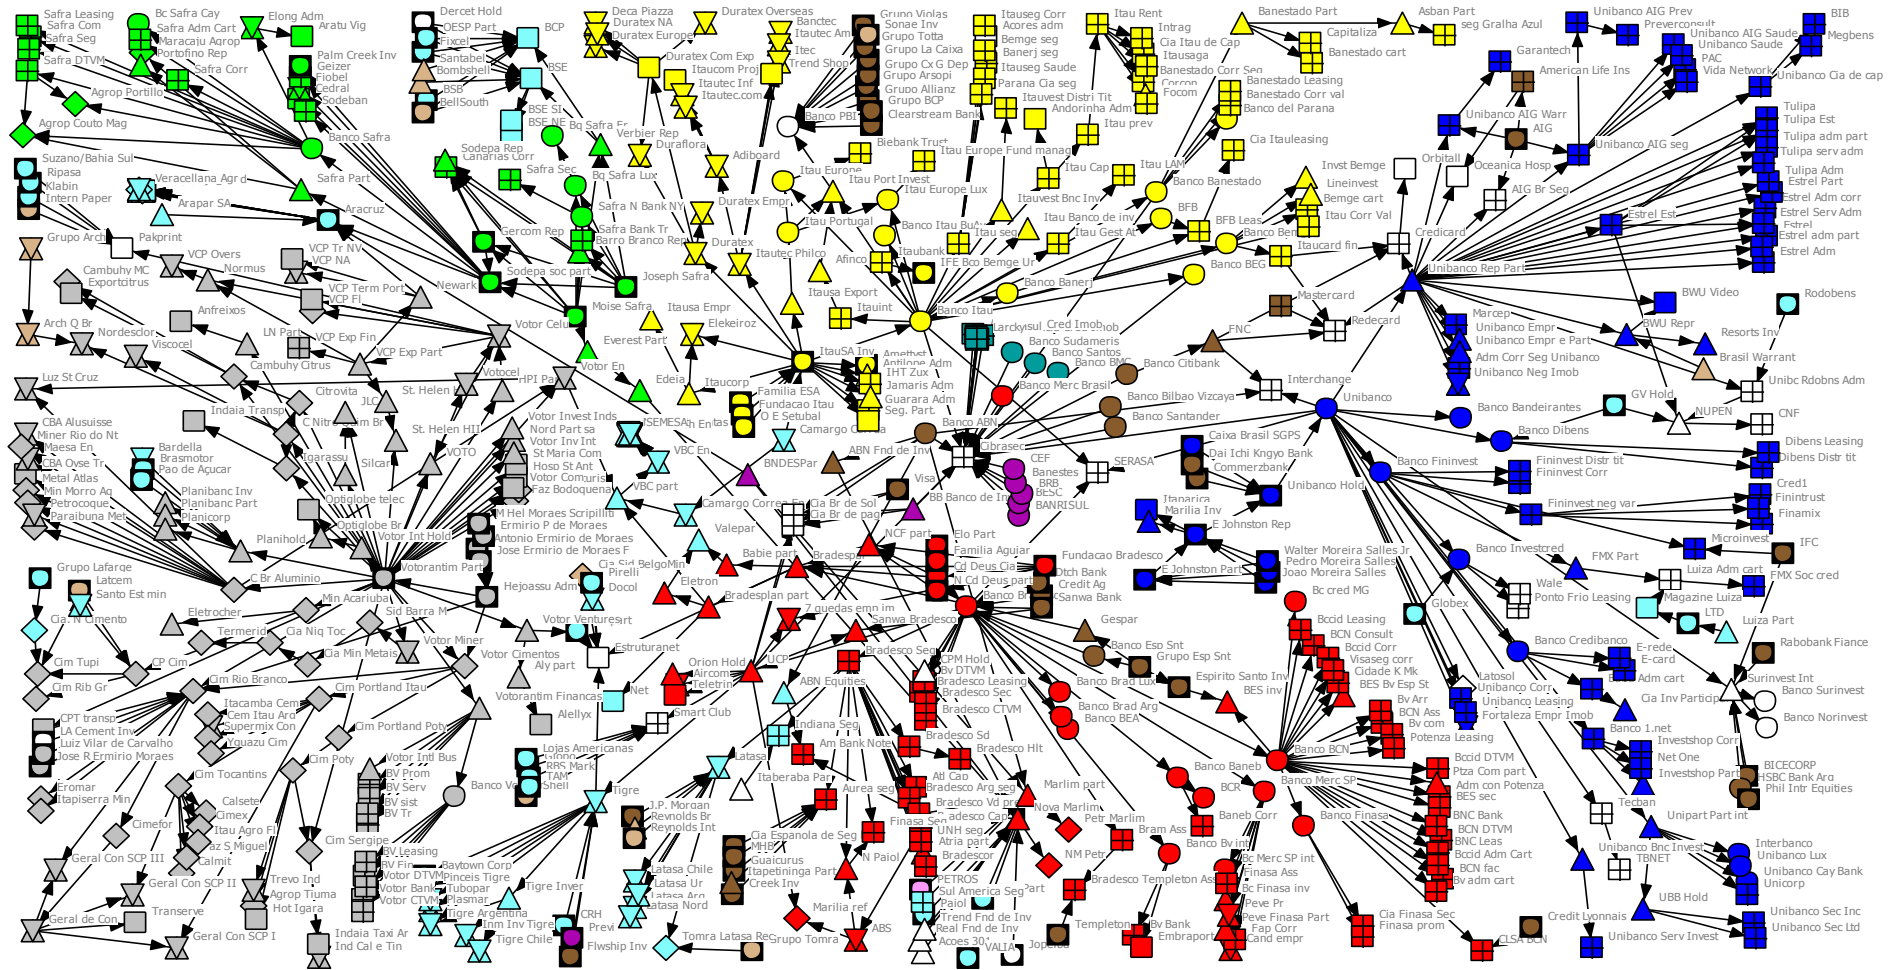 Safra Leasing
Safra Com
Safra Seg
Safra DTVM
Agrop Portillo
Agrop Couto Mag
Bc Safra Cay
Safra Adm Cart
Maracaju Agrop
Portofino Rep
Safra Corr
Elong Adm
Aratu Vig
Palm Creek Inv
Geizer
Fiobel
Cedral
Sodeban
Banco Safra
Safra Part
Dercet Hold
OESP Part
Fixcel
Santabel
Bombshell
BSB
BellSouth
BCP
BSE
BSE SI
BSE NE
Deca Piazza
Duratex NA
Duratex Europe
Duratex Overseas
Duratex Com Exp
Itaucom Proj
Itautec Inf
Itautec.com
Banctec
Itautec Am
Itec
Trend Shop
Grupo Violas
Sonae Inv
Grupo Totta
Grupo La Caixa
Grupo Cx G Dep
Grupo Arsopi
Grupo Allianz
Grupo BCP
Clearstream Bank
Banco PBI
Itauseg Corr
Acores adm
Bemge seg
Banerj seg
Itauseg Saude
Parana Cia seg
Itauvest Distri Tit
Andorinha Adm
Itau prev
Itau Rent
Intrag
Cia Itau de Cap
Itausaga
Banestado Corr Seg
Corcor
Focom
Banestado Part
Capitaliza
Banestado cart
Banestado Leasing
Banestado Corr val
Banco del Parana
Cia Itauleasing
Asban Part
seg Gralha Azul
Unibanco AIG Prev
Preverconsult
Unibanco AIG Saude
Unibanco Saude
PAC
Vida Network
BIB
Megbens
Unibanco Cia de cap
Garantech
American Life Ins
Unibanco AIG Warr
AIG
Oceanica Hosp
Unibanco AIG seg
AIG Br Seg
Orbitall
Credicard
Tulipa
Tulipa Est
Tulipa adm part
Tulipa serv adm
Tulipa Adm
Estrel Part
Estrel Adm corr
Estrel Serv Adm
Estrel
Estrel adm part
Estrel Adm
Estrel Est
Suzano/Bahia Sul
Ripasa
Klabin
Intern Paper
Veracel
Arapar SA
Aracruz
Grupo Arch
Pakprint
Arch Q Br
Canarias Corr
Sodepa Rep
Safra Sec
Bq Safra Lux
Verbier Rep
Duraflora
Safra N Bank NY
Safra Bank Tr
Barro Branco Rep
Gercom Rep
Sodepa soc part
Newark
Joseph Safra
Moise Safra
Adiboard
Duratex Empr
Duratex
Itautec Philco
Itau Europe
Itau Portugal
Itau Port Invest
Biebank Trust
Itau Europe Fund manag
Itau Europe Lux
Itau Cap
Itau LAM
Itauvest Bnc Inv
Itau Banco de inv
Itau seg
Itau Gest At
IFE Bco Bemge Ur
Itaubank
Afinco
Itausa Export
Itauint
Banco Itau
Banco Banerj
Banco BEG
Banco Banestado
BFB
BFB Leas
Itaucard fin
Invst Bemge
Lineinvest
Bemge cart
Itau Corr Val
Mastercard
Redecard
FNC
Unibanco Rep Part
BWU Video
BWU Repr
Resorts Inv
Brasil Warrant
Rodobens
Unibc Rdobns Adm
Marcep
Unibanco Empr
Unibanco Empr e Part
Adm Corr Seg Unibanco
Unibanco Neg Imob
GV Hold
NUPEN
CNF
Cambuhy MC
Exportcitrus
VCP Overs
Normus
VCP Tr NV
VCP NA
VCP Term Port
VCP Fl
Anfreixos
LN Part
VCP Exp Fin
VCP Exp Part
Cambuhy Citrus
Votor Celu
Nordesclor
Viscocel
Luz St Cruz
Citrovita
JLC
St. Helen H
St. Helen HII
Votocel
HPI Part
Indaia Transp
C Nitro Quim Br
Igarassu
Silcar
VOTO
Itausa Empr
Everest Part
Votor En
Elekeiroz
Edeia
Itaucorp
ItauSA Inv
Amethyst
Antilope Adm
IHT Zux
Jamaris Adm
Guarara Adm
Seg. Part.
Familia ESA
Fundacao Itau
O E Setubal
Camargo Correa
Cred Imob
Banco Sudameris
Banco Santos
Banco BMC
Banco Merc Brasil
Banco Citibank
Banco Bilbao Vizcaya
Banco Santander
Banco ABN
Cibrasec
ABN Fnd de Inv
BNDESPar
Interchange
SERASA
Unibanco
Banco Bandeirantes
Banco Dibens
Dibens Leasing
Dibens Distr tit
Caixa Brasil SGPS
Dai Ichi Kngyo Bank
Commerzbank
Unibanco Hold
Banco Fininvest
Fininvest Distr tit
Fininvest Corr
Fininvest neg var
Cred1
Finintrust
Finamix
Microinvest
IFC
CBA Alusuisse
Miner Rio do Nt
Maesa En
CBA Ovse Tr
Metal Atlas
Min Morro Aq
Petrocoque
Paraibuna Met
Bardella
Brasmotor
Pao de Açucar
Planibanc Inv
Planibanc Part
Planicorp
Planihold
Optiglobe telec
Optiglobe Br
Votor Int Hold
Votor Invest Inds
Nord Part sa
Votor Inv Int
St Maria Com
Hoso St Ant
Faz Bodoquena
M Hel Moraes Scripilliti
Ermirio P de Moraes
Antonio Ermirio de Moraes
Jose Ermirio de Moraes F
Votorantim Part
Hejoassu Adm
VBC En
VBC part
Camargo Correa En
Valepar
Cia Br de Sol
Cia Br de pag
Visa
BB Banco de Inv
CEF
Banestes
BRB
BESC
BANRISUL
Itanarica
Marilia Inv
E Johnston Rep
E Johnston Part
Walter Moreira Salles Jr
Pedro Moreira Salles
Joao Moreira Salles
NCF part
Elo Part
Familia Aguiar
Cd Deus Cia
N Cd Deus part
Fundacao Bradesco
Dtch Bank
Credit Ag
Sanwa Bank
Banco Investcred
FMX Part
Luiza Adm cart
FMX Soc cred
Wale
Ponto Frio Leasing
Magazine Luiza
LTD
Luiza Part
Globex
Grupo Lafarge
Latcem
Santo Est min
Cia. N Cimento
Cim Tupi
Cim Rib Gr
CP Cim
C Br Aluminio
Eletrocher
Termerid
Min Acariuba
Cia Niq Toc
Cia Min Metais
Sid Barra M
Votor Miner
Votor Cimentos
Votor Ventures
Aly part
Votorantim Financas
Alellyx
Cia Sid BelgoMin
Pirelli
Docol
Estruturanet
Net
Babie part
Bradespar
Eletron
Bradesplan part
7 quedas emp im
Sanwa Bradesco
Bradesco Seg
Orion Hold
Aircom
Teletrin
UCP
Smart Club
ABN Equities
CPM Hold
Bv DTVM
Bradesco Leasing
Bradesco Sec
Bradesco CTVM
Gespar
Banco Esp Snt
Grupo Esp Snt
Banco Brad Lux
Banco Brad Arg
Banco BEA
Espirito Santo Inv
BES inv
Bc cred MG
Bccid Leasing
BCN Consult
Bccid Corr
Visaseg corr
Cidade K Mk
BES Bv Esp St
Bv Arr
BCN Ass
Bv com
Potenza Leasing
Banco BCN
Banco Credibanco
E-rede
E-card
Adm cart
Cia Inv Particip
Latosol
Unibanco Corr
Unibanco Leasing
Fortaleza Empr Imob
Rabobank Fiance
Surinvest Int
Banco Surinvest
Banco Norinvest
Banco 1.net
Investshop Corr
Net One
Investshop Part
BICECORP
HSBC Bank Arg
Phil Intr Equities
Cim Rio Branco
Itacamba Cem
Cem Itau Arg
Supermix Con
Yguazu Cim
Cim Portland Itau
Cim Portland Poty
Cim Poty
CPT transp
LA Cement Inv
Luiz Vilar de Carvalho
Jose R Ermirio Moraes
Eromar
Itapiserra Min
Cim Tocantins
Calsete
Cimex
Itau Agro Fl
Faz S Miguel
Calmit
Cimefor
Votor Intl Bus
BV Prom
BV Serv
BV sist
BV Tr
Cim Sergipe
BV Leasing
BV Fin
Votor DTVM
Votor Bank
Votor CTVM
Geral Con SCP III
Geral Con SCP II
Geral de Con
Geral Con SCP I
Transerve
Trevo Ind
Agrop Tiuma
Hot Igara
Indaia Taxi Ar
Ind Cal e Tin
Lojas Americanas
RBS Mark
TAM
Shell
Tigre
J.P. Morgan
Reynolds Br
Reynolds Int
Baytown Corp
Pinceis Tigre
Tubopar
Plasmar
Tigre Argentina
Inm Inv Tigre
Tigre Chile
Tigre Inver
CRH
Previ
Flwship Inv
Latasa
Latasa Chile
Latasa Ur
Latasa Arg
Latasa Nord
Tomra Latasa Rec
Grupo Tomra
Indiana Seg
Am Bank Note
Itaberaba Par
Aurea seg
Cia Espanola de Seg
MHB
Guaicurus
Itapetininga Part
Creek Inv
N Paiol
Marilia ref
ABS
Bradesco Sd
Bradesco Hlt
Atl Cap
Bradesco Arg seg
Bradesco Vd prev
Bradesco Cap
Finasa Seg
UNH seg
Atria part
Bradescor
PETROS
Sul America Seg
Paiol
Trend Fnd de Inv
Real Fnd de Inv
VALIA
Marlim part
Nova Marlim
Petr Marlim
NM Petr
Bradesco Templeton Ass
Templeton
Bv Bank
Embraport
Bram Ass
Banco Bv int
Banco Baneb
BCR
Baneb Corr
Banco Merc SP
Banco Finasa
Bc Merc SP int
Finasa Ass
Bc Finasa inv
Peve Pr
Peve Finasa Part
Fap Corr
Cand empr
Bccid DTVM
Ptza Com part
Adm con Potenza
BES sec
BNC Bank
BCN DTVM
BNC Leas
Bccid Adm Cart
BCN fac
Bv adm cart
Cia Finasa Sec
Finasa promot
CLSA BCN
Credit Lyonnais
Unibanco Serv Invest
Tecban
TBNET
Unibanco Bnc Invest
UBB Hold
Unipart Part int
Interbanco
Unibanco Lux
Unibanco Cay Bank
Unicorp
Unibanco Sec Inc
Unibanco Sec Ltd